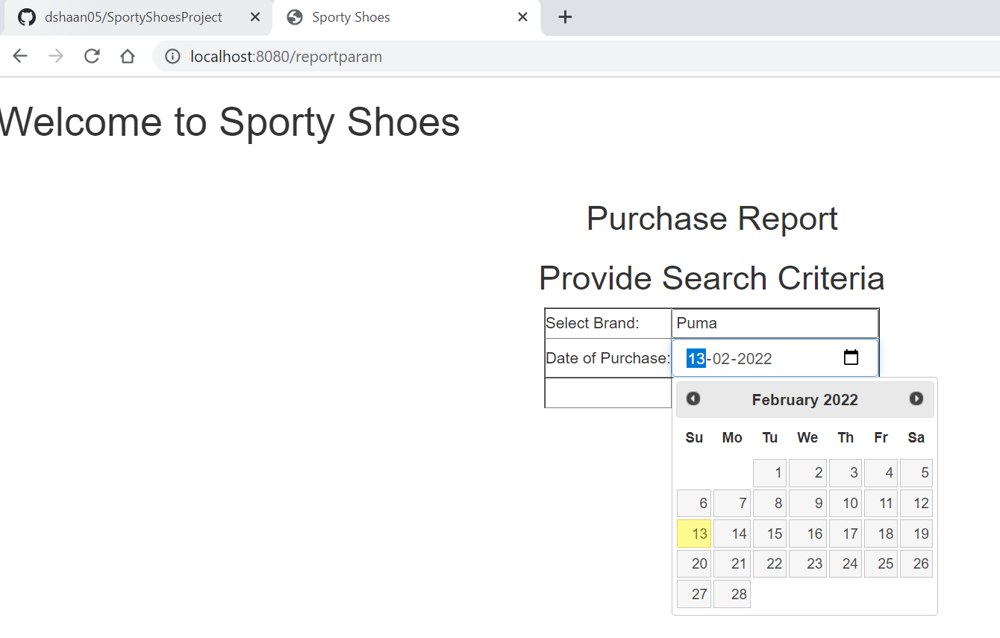 dshaan05/SportyShoesProject
Sporty Shoes
localhost:8080/reportparam
Welcome to Sporty Shoes
Purchase Report
Provide Search Criteria
Select Brand: Puma
Date of Purchase: 13-02-2022
February 2022
Su Mo Tu We Th Fr Sa
1 2 3 4 5
6 7 8 9 10 11 12
13 14 15 16 17 18 19
20 21 22 23 24 25 26
27 28